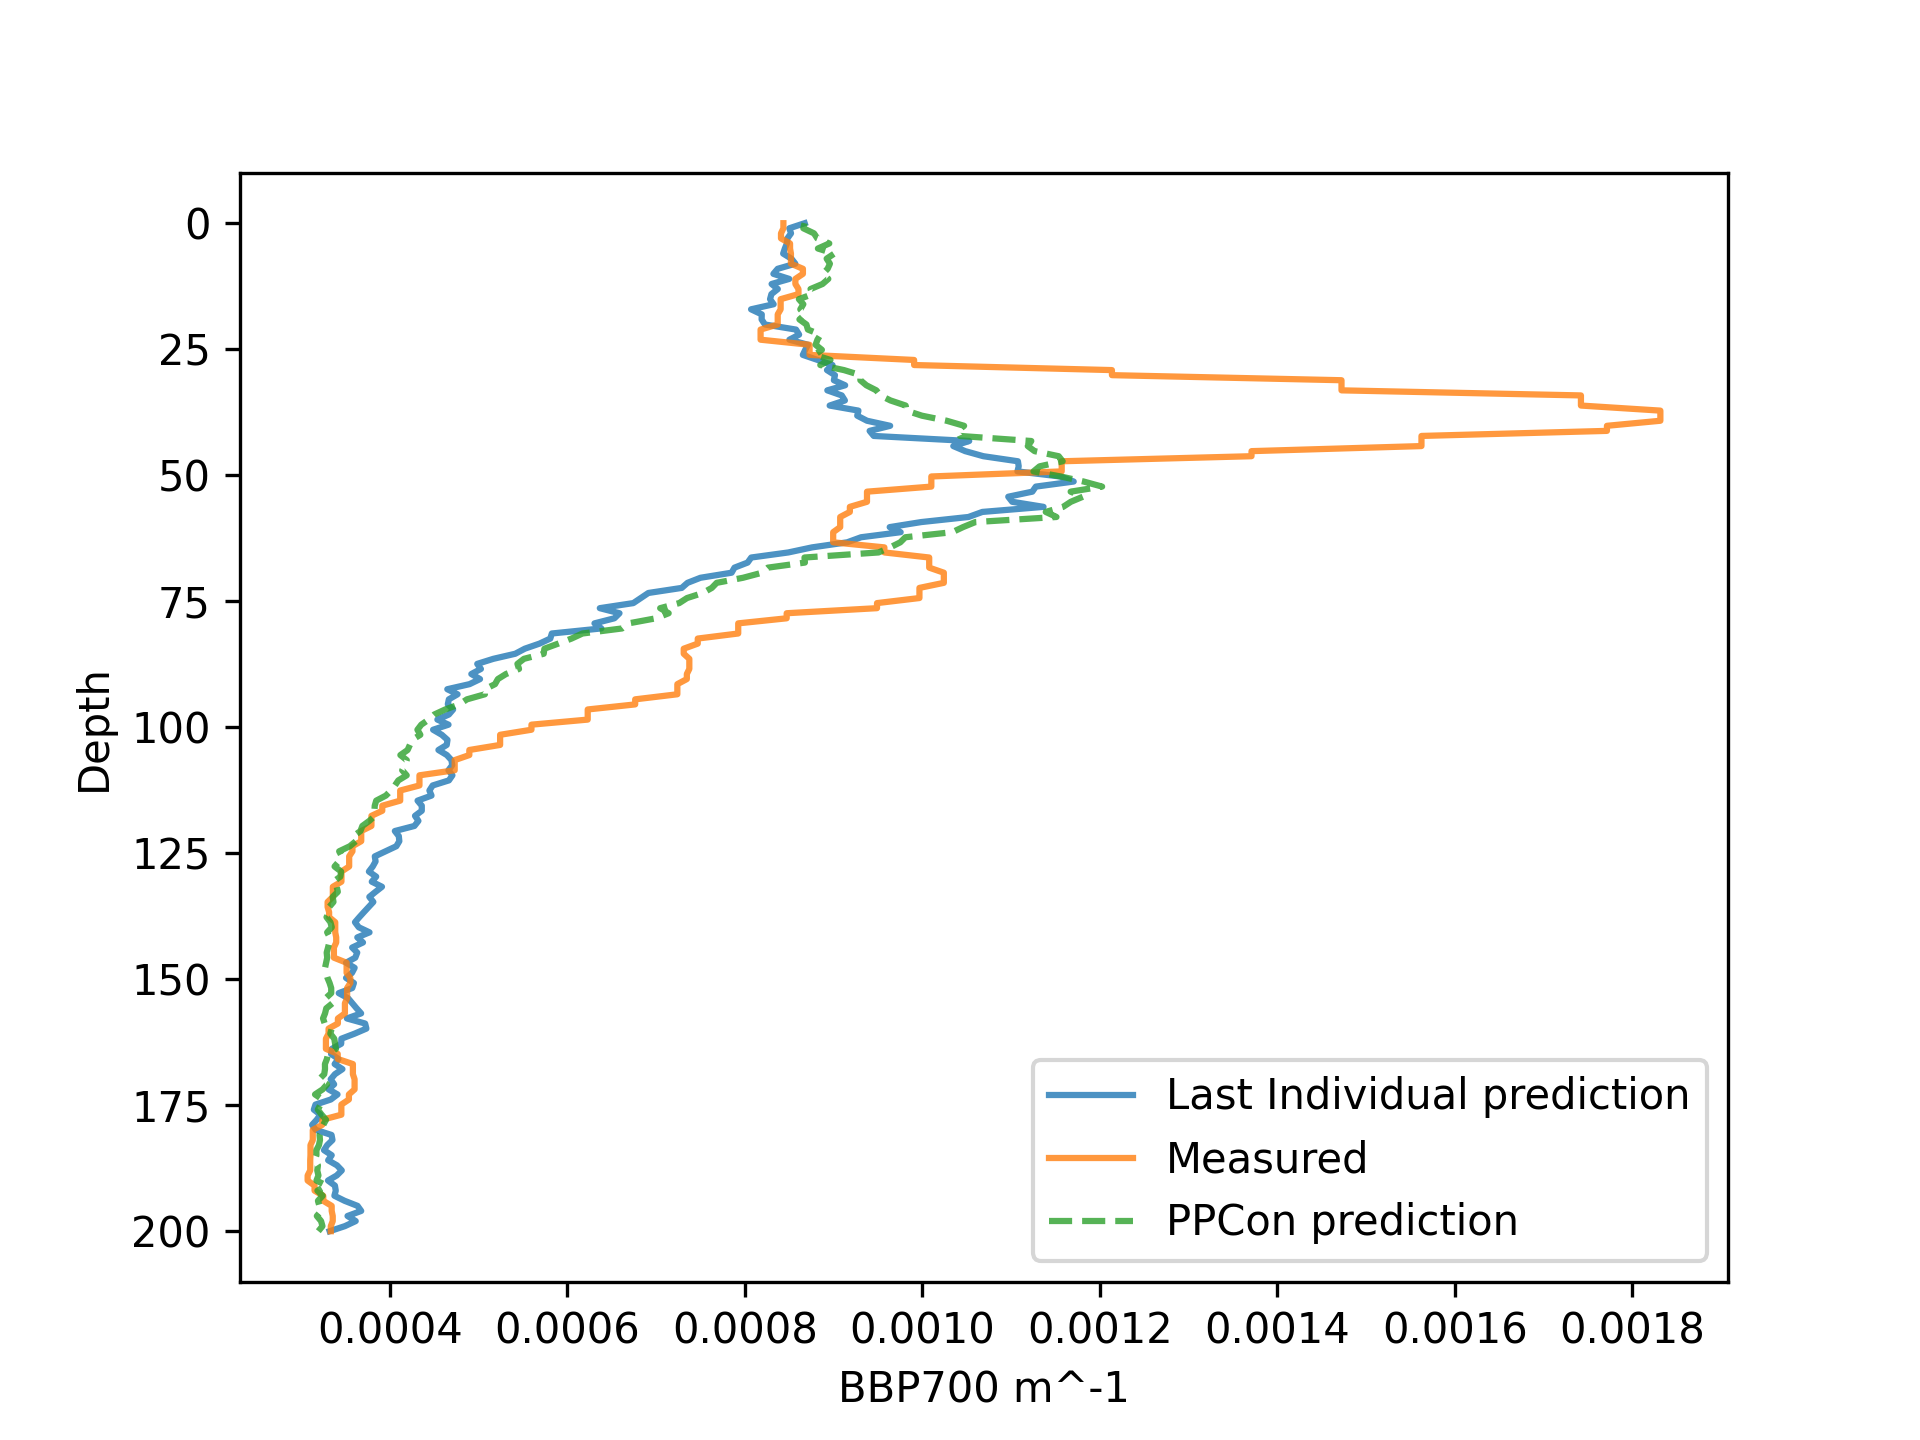 0
25
50
75
100
125
150
175
200
Depth
0.0004 0.0006 0.0008 0.0010 0.0012 0.0014 0.0016 0.0018
BBP700 m^-1
Last Individual prediction
Measured
PPCon prediction